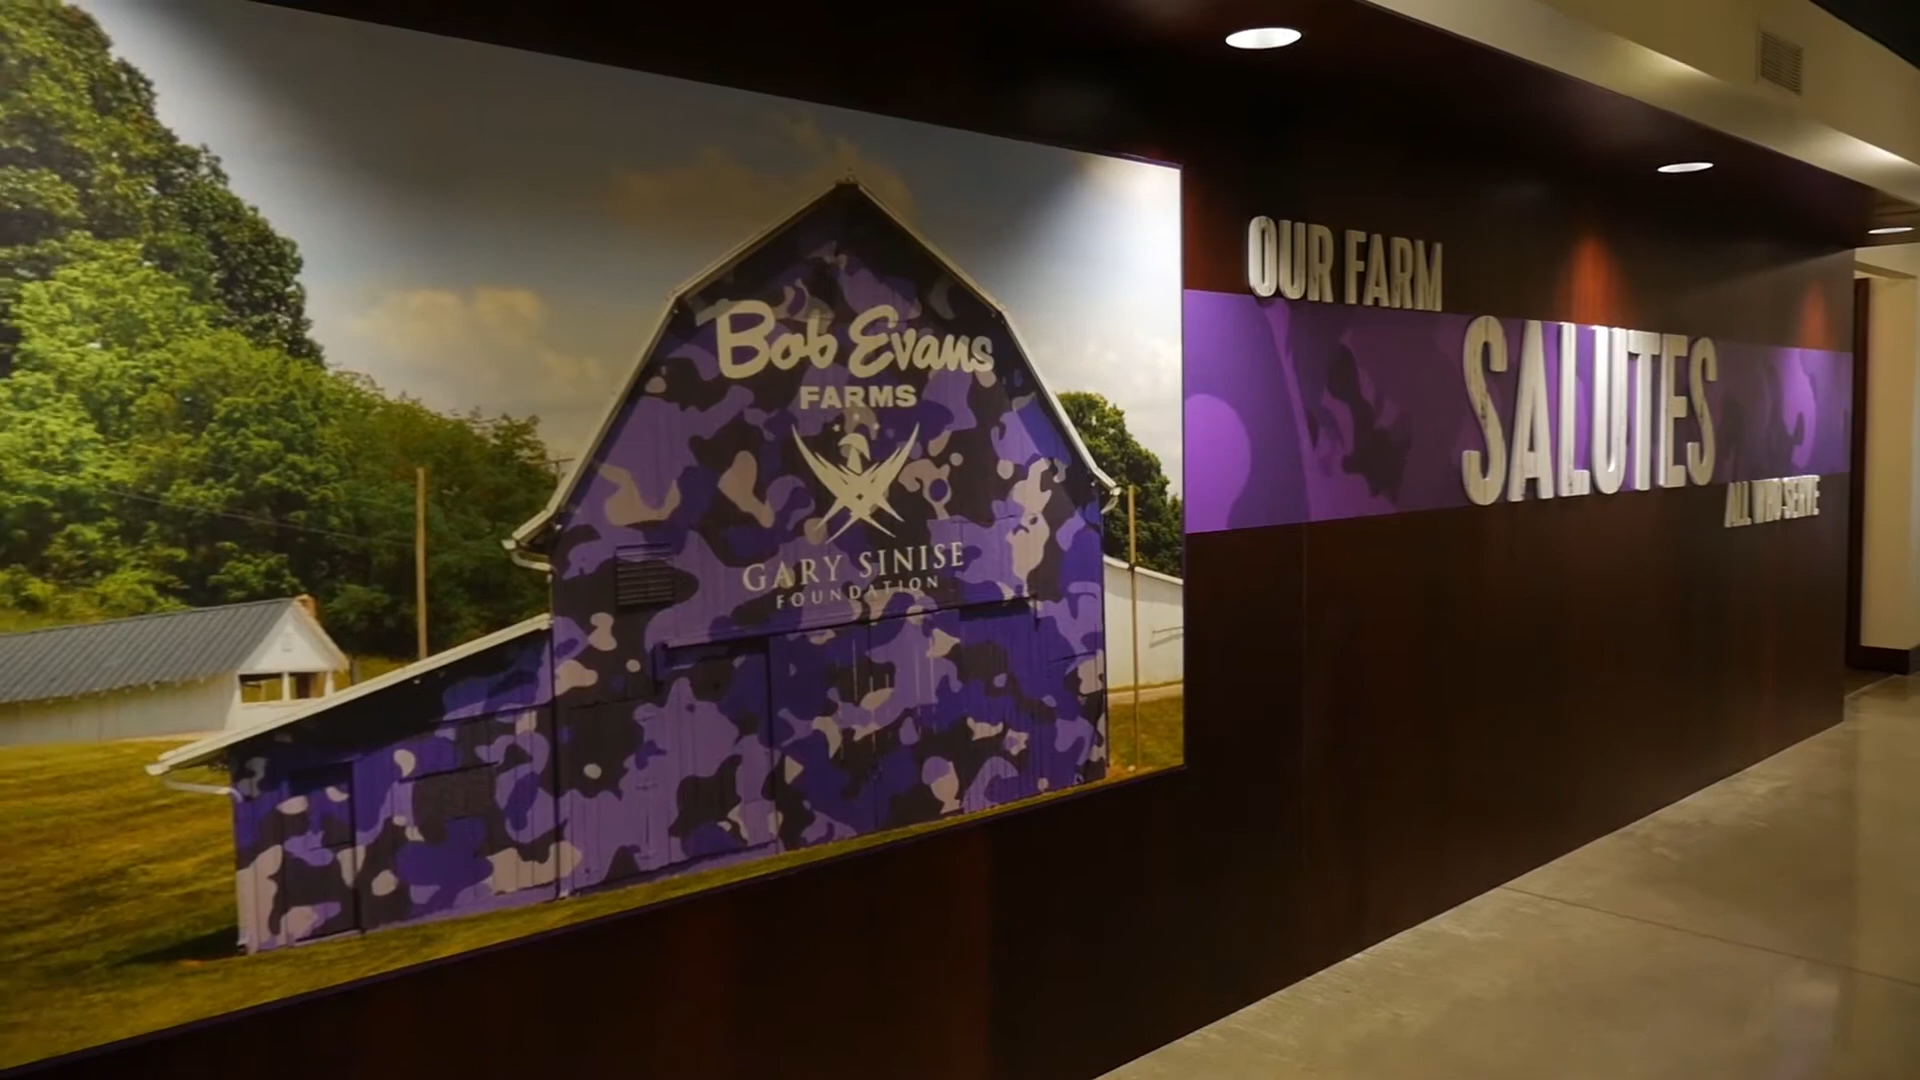 Bob Evans
FARMS
GARY SINISE
FOUNDATION
OUR FARM
SALUTES
ALL WHO SERVE